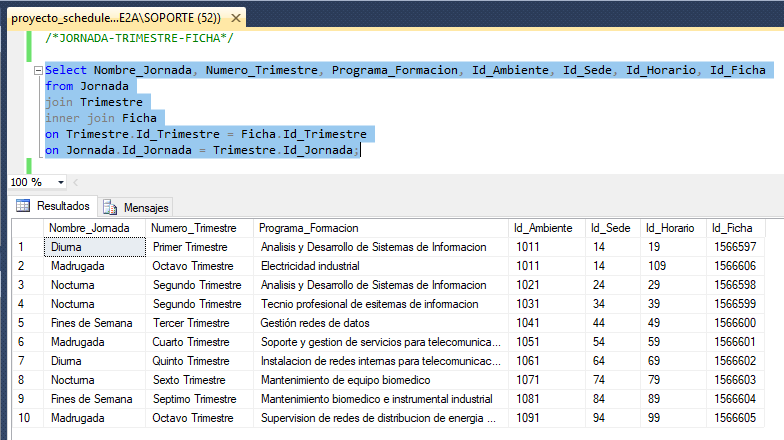 proyecto_schedule...E2A\SOPORTE (52))
/*JORNADA-TRIMESTRE-FICHA*/
Select Nombre_Jornada, Numero_Trimestre, Programa_Formacion, Id_Ambiente, Id_Sede, Id_Horario, Id_Ficha
from Jornada
join Trimestre
inner join Ficha
on Trimestre.Id_Trimestre = Ficha.Id_Trimestre
on Jornada.Id_Jornada = Trimestre.Id_Jornada;
100 %
Resultados Mensajes
Nombre_Jornada Numero_Trimestre Programa_Formacion Id_Ambiente Id_Sede Id_Horario Id_Ficha
1 Diurna Primer Trimestre Analisis y Desarrollo de Sistemas de Informacion 1011 14 19 1566597
2 Madrugada Octavo Trimestre Electricidad industrial 1011 14 109 1566606
3 Nocturna Segundo Trimestre Analisis y Desarrollo de Sistemas de Informacion 1021 24 29 1566598
4 Nocturna Segundo Trimestre Tecnio profesional de esitemas de informacion 1031 34 39 1566599
5 Fines de Semana Tercer Trimestre Gestión redes de datos 1041 44 49 1566600
6 Madrugada Cuarto Trimestre Soporte y gestion de servicios para telecomunica... 1051 54 59 1566601
7 Diurna Quinto Trimestre Instalacion de redes internas para telecomunicac... 1061 64 69 1566602
8 Nocturna Sexto Trimestre Mantenimiento de equipo biomedico 1071 74 79 1566603
9 Fines de Semana Septimo Trimestre Mantenimiento biomedico e instrumental industrial 1081 84 89 1566604
10 Madrugada Octavo Trimestre Supervision de redes de distribucion de energia ... 1091 94 99 1566605